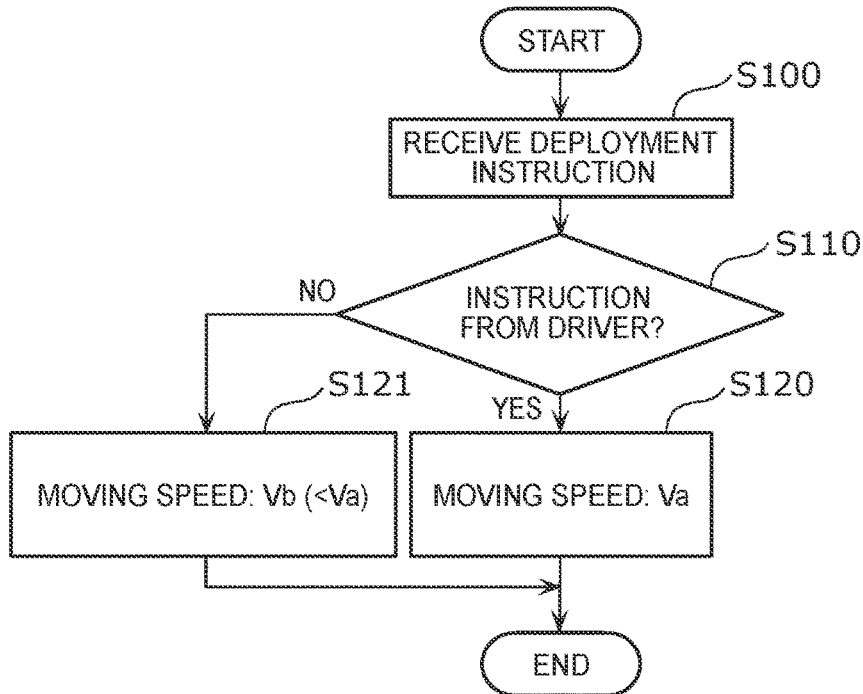 START
S100
RECEIVE DEPLOYMENT
INSTRUCTION
S110
NO
INSTRUCTION
FROM DRIVER?
S121
YES
S120
MOVING SPEED: Vb (<Va)
MOVING SPEED: Va
END